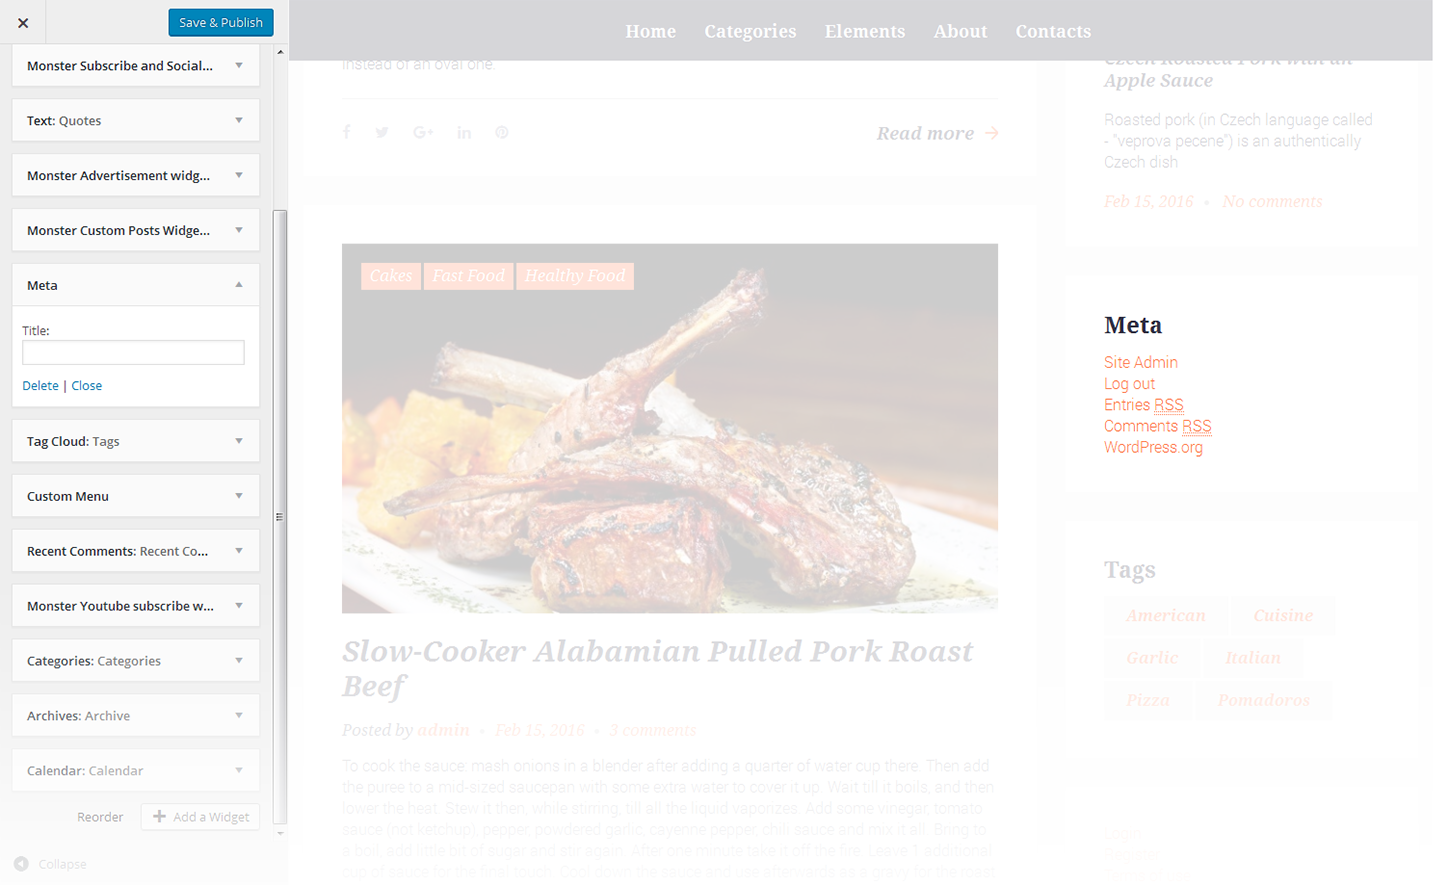 Save & Publish
Monster Subscribe and Social...
Text: Quotes
Monster Advertisement widg...
Monster Custom Posts Widge...
Meta
Title:
Delete | Close
Tag Cloud: Tags
Custom Menu
Recent Comments: Recent Co...
Monster Youtube subscribe w...
Categories: Categories
Archives: Archive
Calendar: Calendar
Reorder
Add a Widget
Collapse
Home Categories Elements About Contacts
instead of an oval one.
Read more
Cakes Fast Food Healthy Food
Slow-Cooker Alabamian Pulled Pork Roast
Beef
Posted by admin • Feb 15, 2016 • 3 comments
To cook the sauce: mash onions in a blender after adding a quarter of water cup there. Then add
the puree to a mid-sized saucepan with some extra water to cover it up. Wait till it boils, and then
lower the heat. Stew it then, while stirring, till all the liquid vaporizes. Add some vinegar, tomato
sauce (not ketchup), pepper, powdered garlic, cayenne pepper, chili sauce and mix it all. Bring to
a boil, add little bit of sugar and stir again. After one minute take it off the fire. Leave 1 additional
cup of sauce for the final touch. Cool down the sauce and use afterwards as a gravy for the roast
Czech Roasted Pork with an
Apple Sauce
Roasted pork (in Czech language called
- "veprova pecene") is an authentically
Czech dish
Feb 15, 2016 • No comments
Meta
Site Admin
Log out
Entries RSS
Comments RSS
WordPress.org
Tags
American Cuisine
Garlic Italian
Pizza Pomadoros
Login